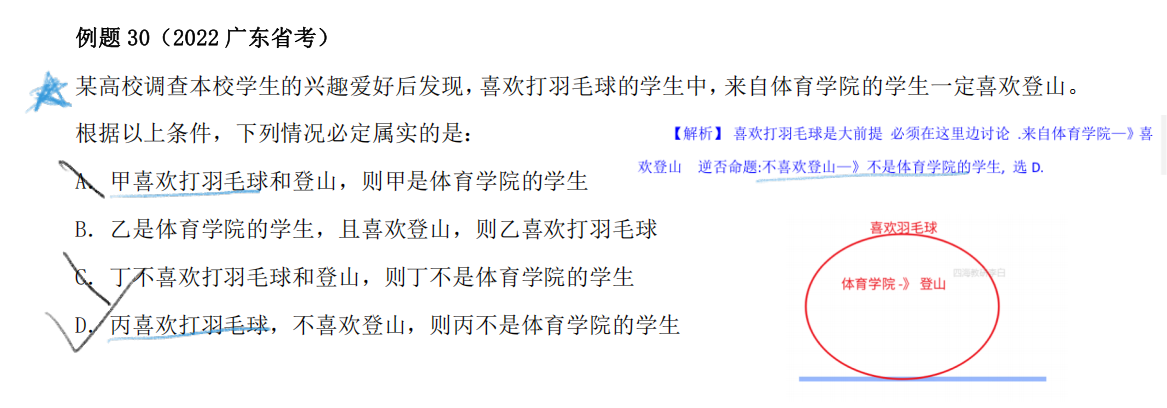 例题 30（2022 广东省考）
某高校调查本校学生的兴趣爱好后发现，喜欢打羽毛球的学生中，来自体育学院的学生一定喜欢登山。
根据以上条件，下列情况必定属实的是：
A．甲喜欢打羽毛球和登山，则甲是体育学院的学生
B．乙是体育学院的学生，且喜欢登山，则乙喜欢打羽毛球
C．丁不喜欢打羽毛球和登山，则丁不是体育学院的学生
D．丙喜欢打羽毛球，不喜欢登山，则丙不是体育学院的学生
【解析】 喜欢打羽毛球是大前提 必须在这里边讨论 .来自体育学院—》喜
欢登山 逆否命题:不喜欢登山—》不是体育学院的学生, 选 D.
喜欢羽毛球
体育学院 -》 登山